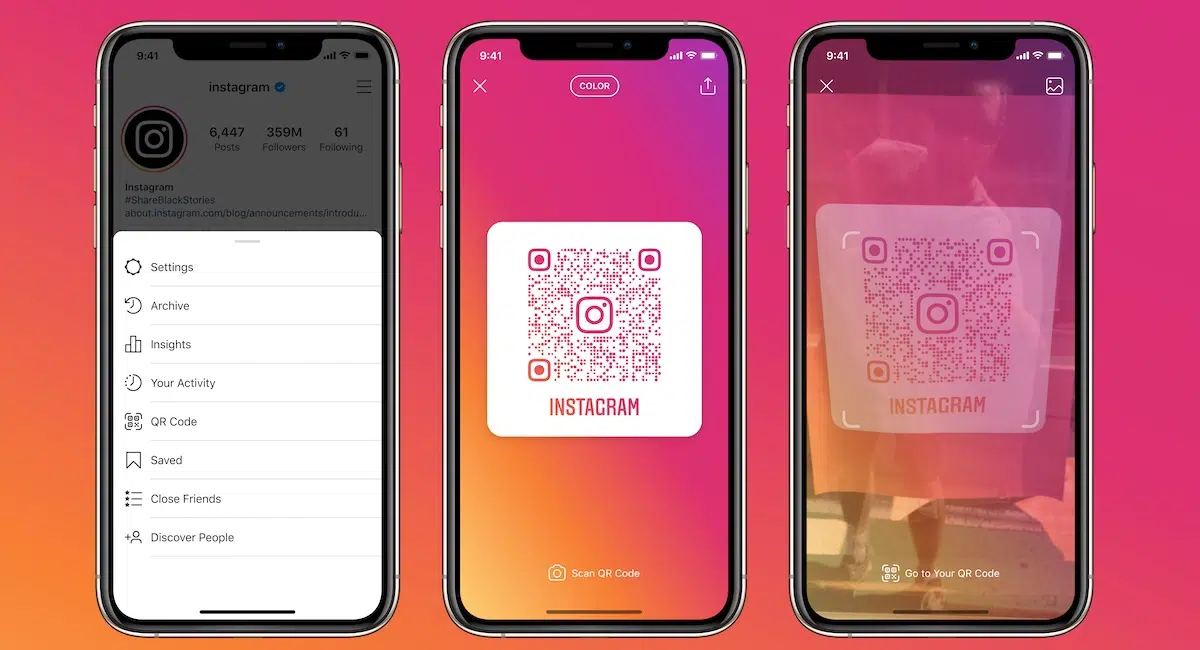 9:41
instagram
6,447 359M 61
Posts Followers Following
Instagram
#ShareBlackStories
about.instagram.com/blog/announcements/introdu...
Settings
Archive
Insights
Your Activity
QR Code
Saved
Close Friends
Discover People
9:41
COLOR
INSTAGRAM
Scan QR Code
9:41
INSTAGRAM
Go to Your QR Code